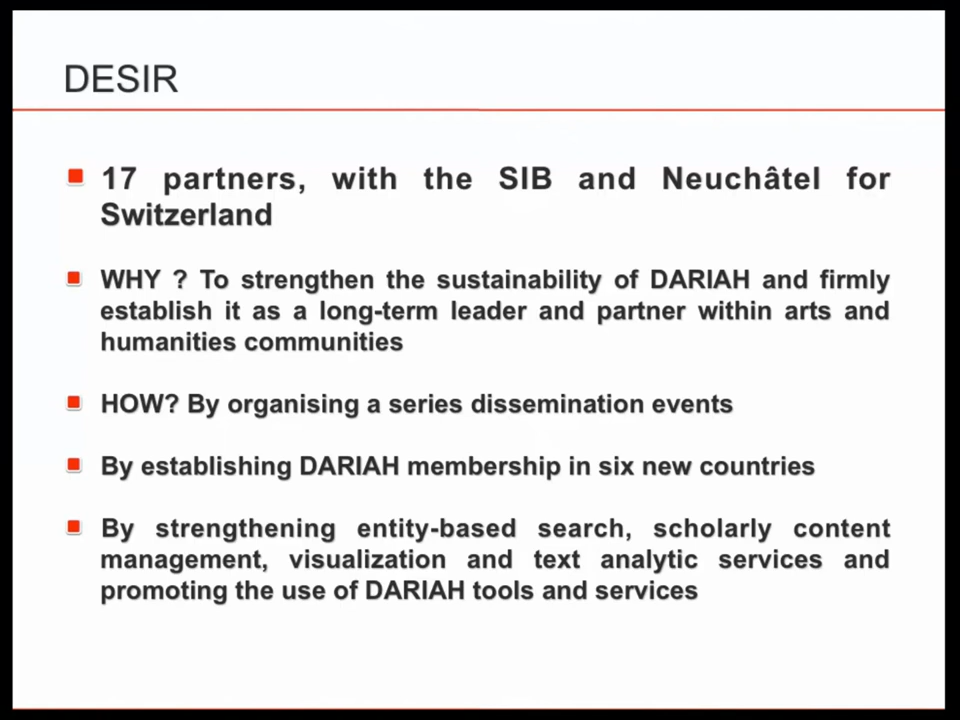 DESIR
17 partners, with the SIB and Neuchâtel for
Switzerland
WHY ? To strengthen the sustainability of DARIAH and firmly
establish it as a long-term leader and partner within arts and
humanities communities
HOW? By organising a series dissemination events
By establishing DARIAH membership in six new countries
By strengthening entity-based search, scholarly content
management, visualization and text analytic services and
promoting the use of DARIAH tools and services